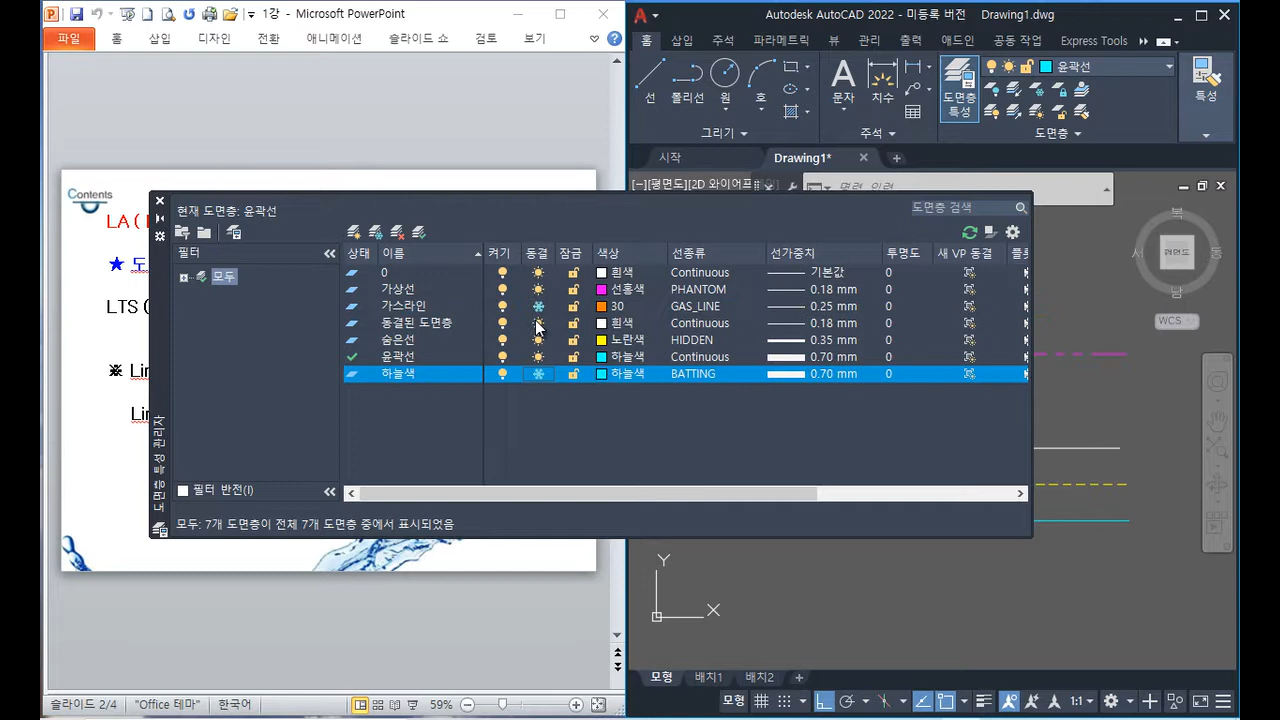 1강 - Microsoft PowerPoint
파일 홈 삽입 디자인 전환 애니메이션 슬라이드 쇼 검토 보기
Autodesk AutoCAD 2022 - 미등록 버전 Drawing1.dwg
홈 삽입 주석 파라메트릭 뷰 관리 출력 애드인 공동 작업 Express Tools
윤곽선
선 폴리선 원 호 문자 치수 도면층 특성 특성
그리기 주석 도면층
시작 Drawing1*
[−][평면도][2D 와이어프 명령 입력
Contents
LA (
★ 도
LTS (
※ Lin
Lin
현재 도면층: 윤곽선 도면층 검색
필터 상태 이름 켜기 동결 잠금 색상 선종류 선가중치 투명도 새 VP 동결 플롯
모두
0 흰색 Continuous 기본값 0
가상선 선홍색 PHANTOM 0.18 mm 0
가스라인 30 GAS_LINE 0.25 mm 0
동결된 도면층 흰색 Continuous 0.18 mm 0
숨은선 노란색 HIDDEN 0.35 mm 0
윤곽선 하늘색 Continuous 0.70 mm 0
하늘색 하늘색 BATTING 0.70 mm 0
필터 반전(I)
모두: 7개 도면층이 전체 7개 도면층 중에서 표시되었음
도면층 특성 관리자
북
서 평면도 동
남
WCS
Y
X
모형 배치1 배치2
슬라이드 2/4 "Office 테마" 한국어 59%
모형 1:1